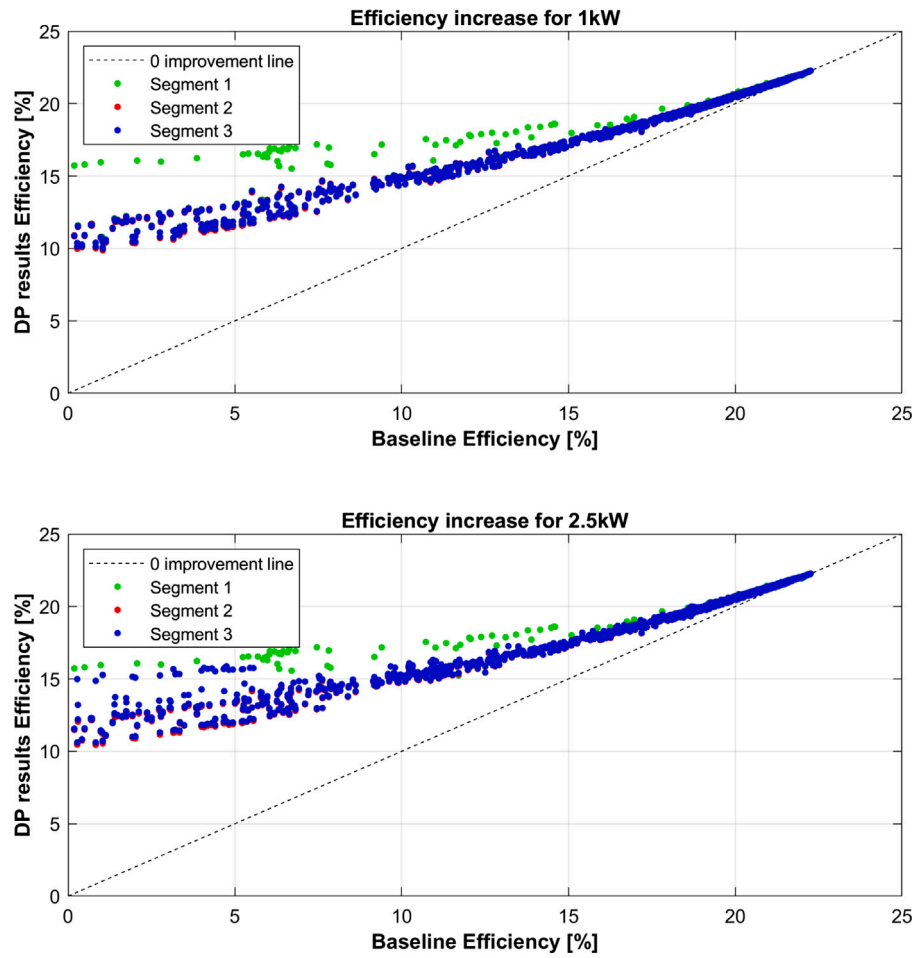 Efficiency increase for 1kW
25
20
15
10
5
0
DP results Efficiency [%]
0 improvement line
Segment 1
Segment 2
Segment 3
0 5 10 15 20 25
Baseline Efficiency [%]
Efficiency increase for 2.5kW
25
20
15
10
5
0
DP results Efficiency [%]
0 improvement line
Segment 1
Segment 2
Segment 3
0 5 10 15 20 25
Baseline Efficiency [%]